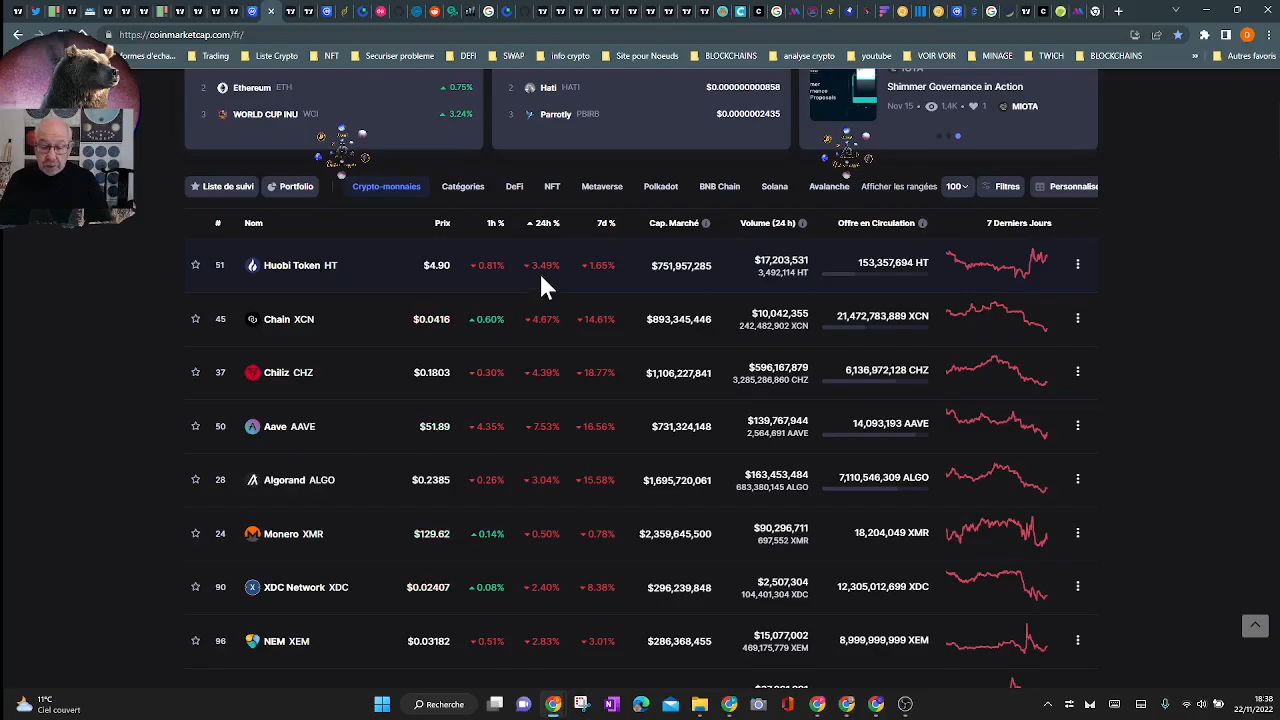 https://coinmarketcap.com/fr/
ormes d'echa...
Trading
Liste Crypto
NFT
Securiser probleme
DEFI
SWAP
info crypto
Site pour Noeuds
analyse crypto
youtube
VOIR VOIR
MINAGE
TWICH
BLOCKCHAINS
»
Autres favoris
2 Ethereum ETH 0.75%
3 WORLD CUP INU WCI 3.24%
2 Hati HATI $0.000000000858
3 Parrotly PBIRB $0.0000002435
IOTA
Shimmer Governance in Action
Nov 15 • 1.4K • 1 MIOTA
Liste de suivi Portfolio Crypto-monnaies Catégories DeFi NFT Metaverse Polkadot BNB Chain Solana Avalanche Afficher les rangées 100 Filtres Personnalise
# Nom Prix 1h % 24h % 7d % Cap. Marché Volume (24 h) Offre en Circulation 7 Derniers Jours
51 Huobi Token HT $4.90 0.81% 3.49% 1.65% $751,957,285 $17,203,531 153,357,694 HT
3,492,114 HT
45 Chain XCN $0.0416 0.60% 4.67% 14.61% $893,345,446 $10,042,355 21,472,783,889 XCN
242,482,902 XCN
37 Chiliz CHZ $0.1803 0.30% 4.39% 18.77% $1,106,227,841 $596,167,879 6,136,972,128 CHZ
3,285,286,860 CHZ
50 Aave AAVE $51.89 4.35% 7.53% 16.56% $731,324,148 $139,767,944 14,093,193 AAVE
2,564,691 AAVE
28 Algorand ALGO $0.2385 0.26% 3.04% 15.58% $1,695,720,061 $163,453,484 7,110,546,309 ALGO
683,380,145 ALGO
24 Monero XMR $129.62 0.14% 0.50% 0.78% $2,359,645,500 $90,296,711 18,204,049 XMR
697,552 XMR
90 XDC Network XDC $0.02407 0.08% 2.40% 8.38% $296,239,848 $2,507,304 12,305,012,699 XDC
104,401,304 XDC
96 NEM XEM $0.03182 0.51% 2.83% 3.01% $286,368,455 $15,077,002 8,999,999,999 XEM
469,175,779 XEM
11°C
Ciel couvert
Recherche
18:38
22/11/2022